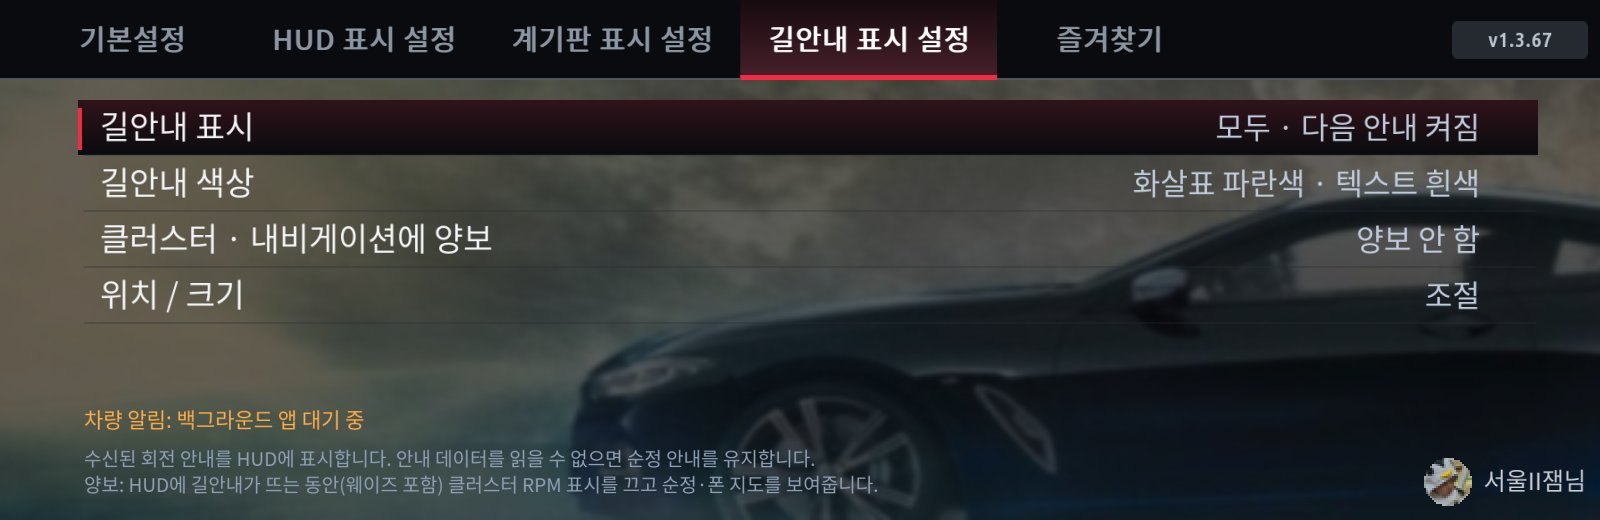 기본설정 HUD 표시 설정 계기판 표시 설정 길안내 표시 설정 즐겨찾기 v1.3.67
길안내 표시 모두 · 다음 안내 켜짐
길안내 색상 화살표 파란색 · 텍스트 흰색
클러스터 · 내비게이션에 양보 양보 안 함
위치 / 크기 조절
차량 알림: 백그라운드 앱 대기 중
수신된 회전 안내를 HUD에 표시합니다. 안내 데이터를 읽을 수 없으면 순정 안내를 유지합니다.
양보: HUD에 길안내가 뜨는 동안(웨이즈 포함) 클러스터 RPM 표시를 끄고 순정·폰 지도를 보여줍니다.
서울II잼님